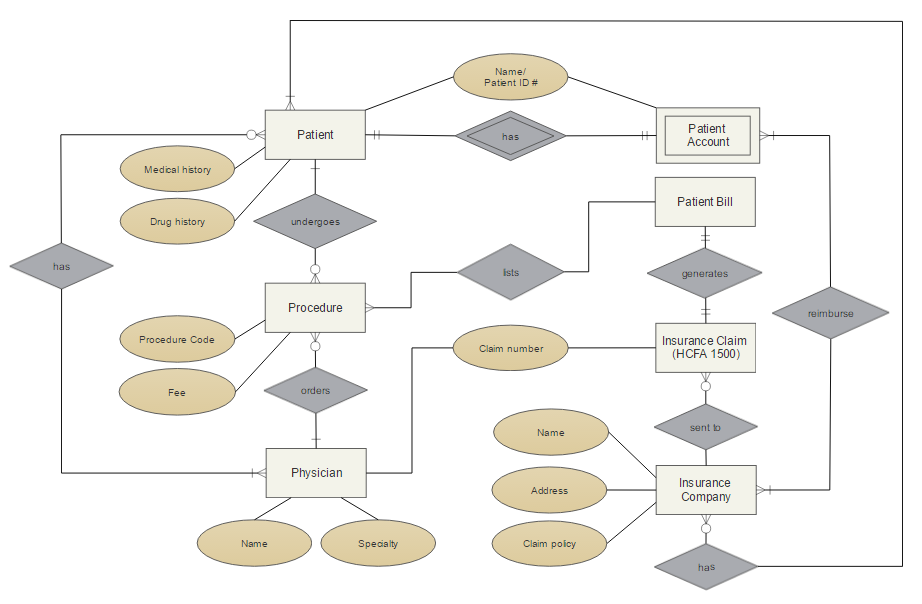 Name/
Patient ID #
Patient
has
Patient
Account
Medical history
Patient Bill
Drug history
undergoes
has
lists
generates
Procedure
reimburse
Procedure Code
Insurance Claim
(HCFA 1500)
Claim number
Fee
orders
sent to
Name
Physician
Insurance
Company
Address
Name
Specialty
Claim policy
has